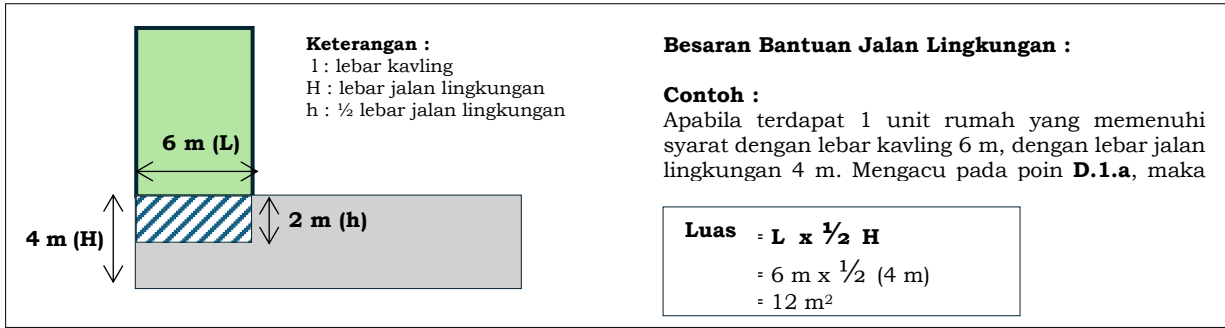 Keterangan :
l : lebar kavling
H : lebar jalan lingkungan
h : ½ lebar jalan lingkungan
6 m (L)
2 m (h)
4 m (H)
Besaran Bantuan Jalan Lingkungan :
Contoh :
Apabila terdapat 1 unit rumah yang memenuhi
syarat dengan lebar kavling 6 m, dengan lebar jalan
lingkungan 4 m. Mengacu pada poin D.1.a, maka
Luas = L x ½ H
= 6 m x ½ (4 m)
= 12 m²